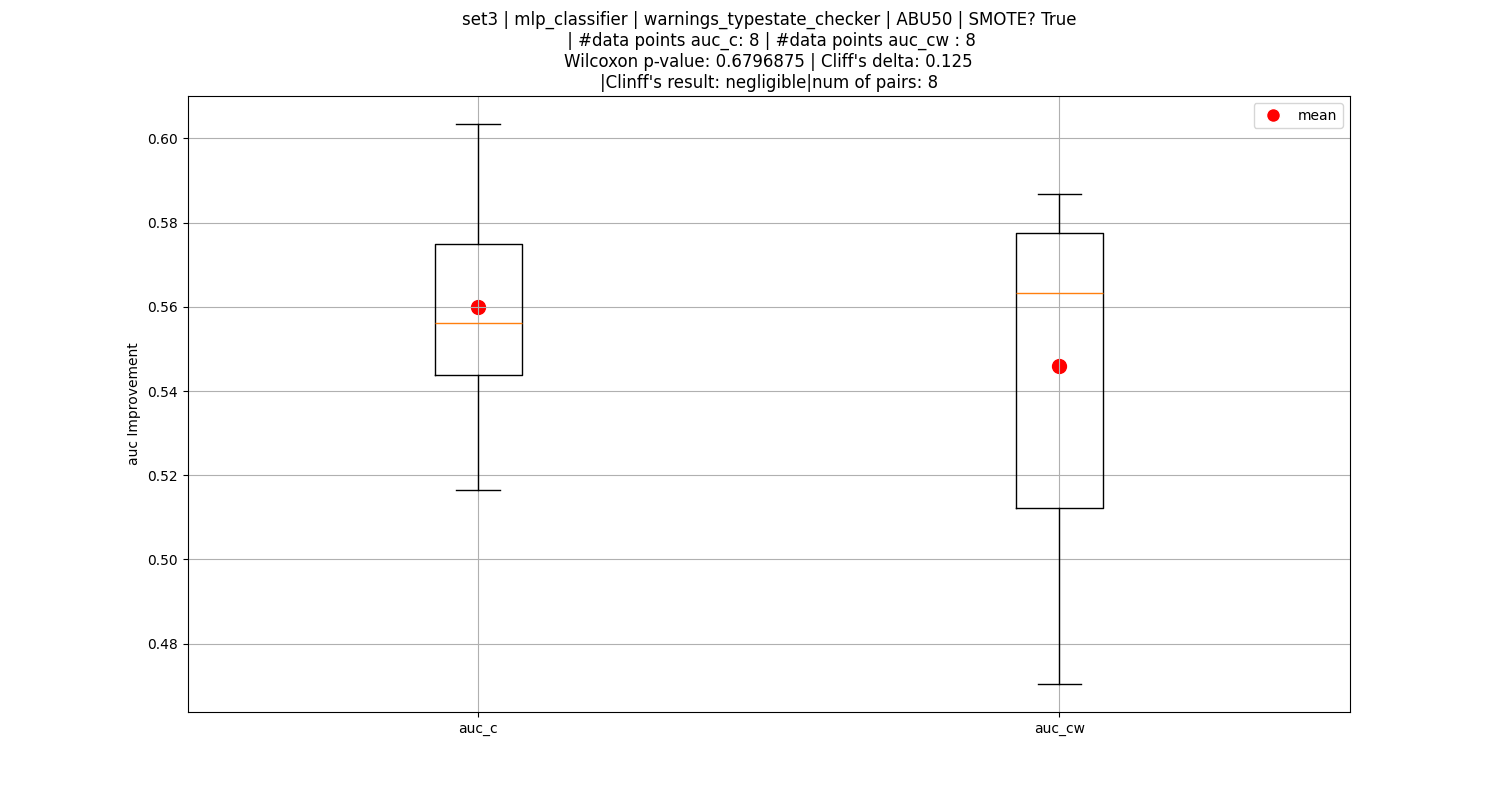 set3 | mlp_classifier | warnings_typestate_checker | ABU50 | SMOTE? True
| #data points auc_c: 8 | #data points auc_cw : 8
Wilcoxon p-value: 0.6796875 | Cliff's delta: 0.125
|Clinff's result: negligible|num of pairs: 8
mean
0.60
0.58
0.56
0.54
0.52
0.50
0.48
auc Improvement
auc_c
auc_cw